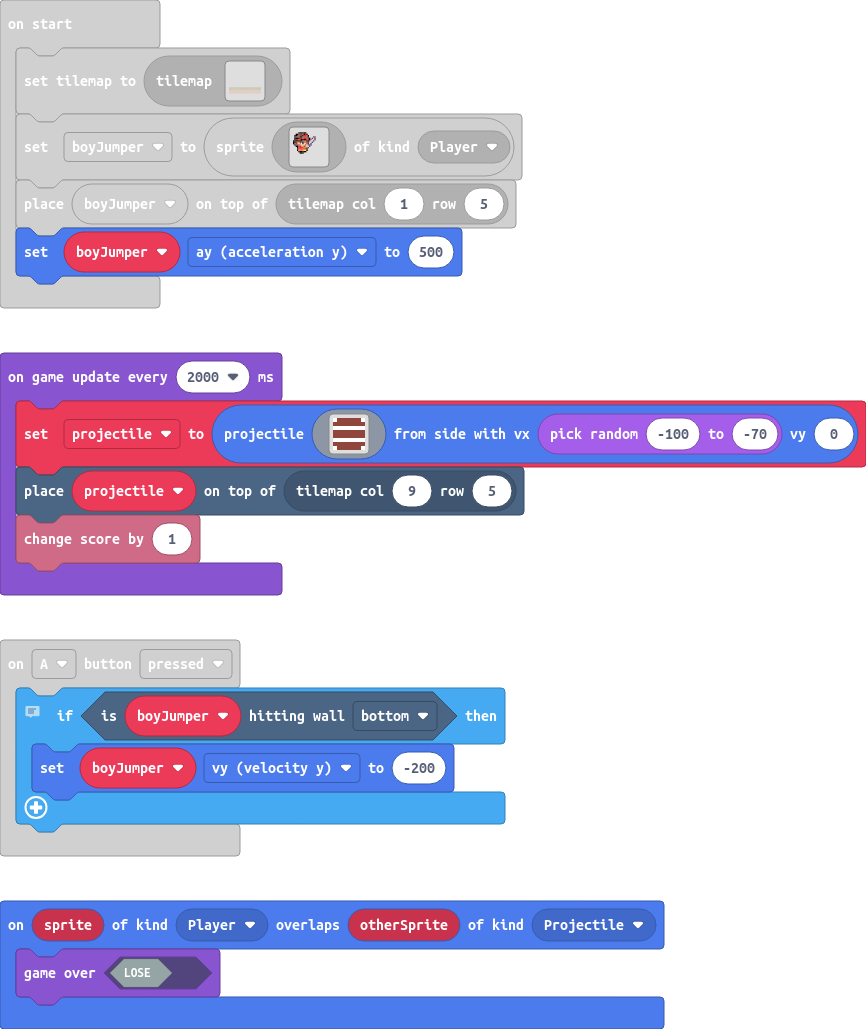 on start
set tilemap to tilemap
set boyJumper to sprite of kind Player
place boyJumper on top of tilemap col 1 row 5
set boyJumper ay (acceleration y) to 500
on game update every 2000 ms
set projectile to projectile from side with vx pick random -100 to -70 vy 0
place projectile on top of tilemap col 9 row 5
change score by 1
on A button pressed
if is boyJumper hitting wall bottom then
set boyJumper vy (velocity y) to -200
on sprite of kind Player overlaps otherSprite of kind Projectile
game over LOSE